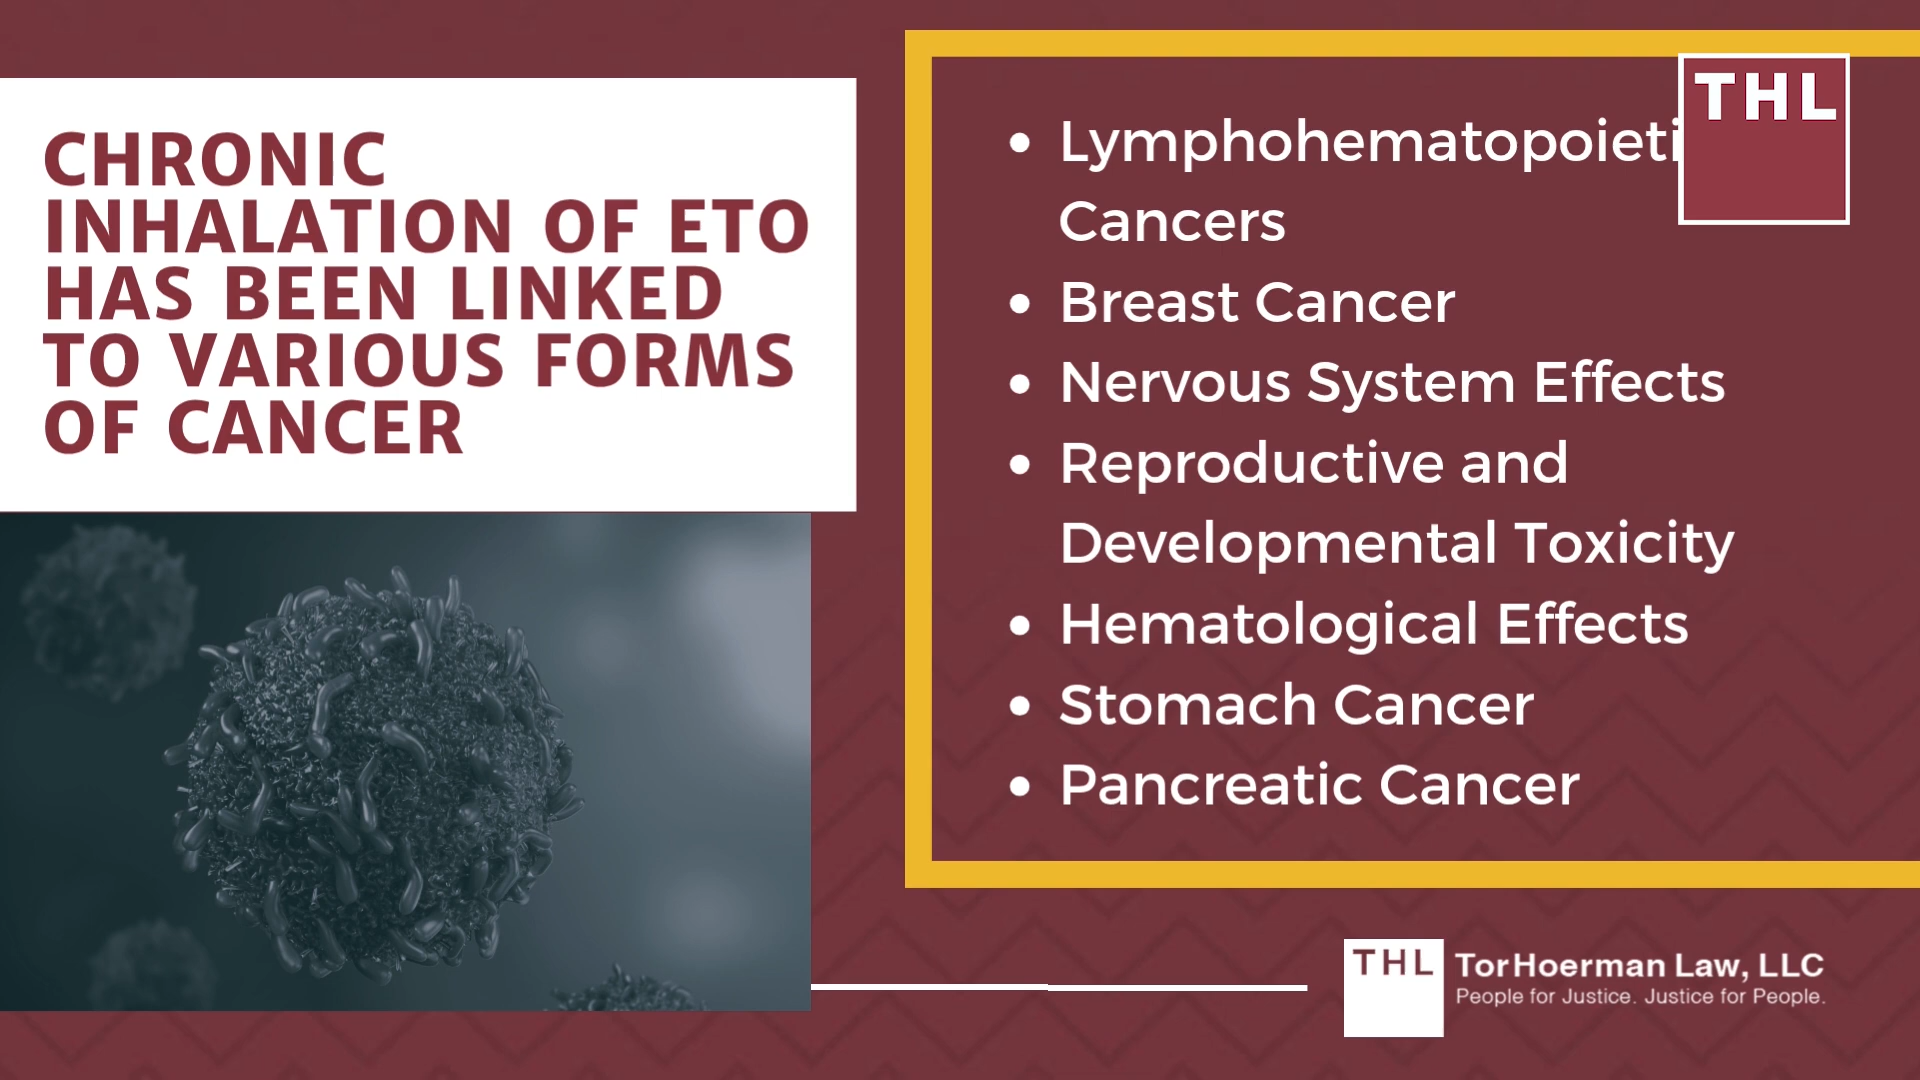 CHRONIC
INHALATION OF ETO
HAS BEEN LINKED
TO VARIOUS FORMS
OF CANCER
THL
• Lymphohematopoieti
Cancers
• Breast Cancer
• Nervous System Effects
• Reproductive and
Developmental Toxicity
• Hematological Effects
• Stomach Cancer
• Pancreatic Cancer
THL
TorHoerman Law, LLC
People for Justice. Justice for People.